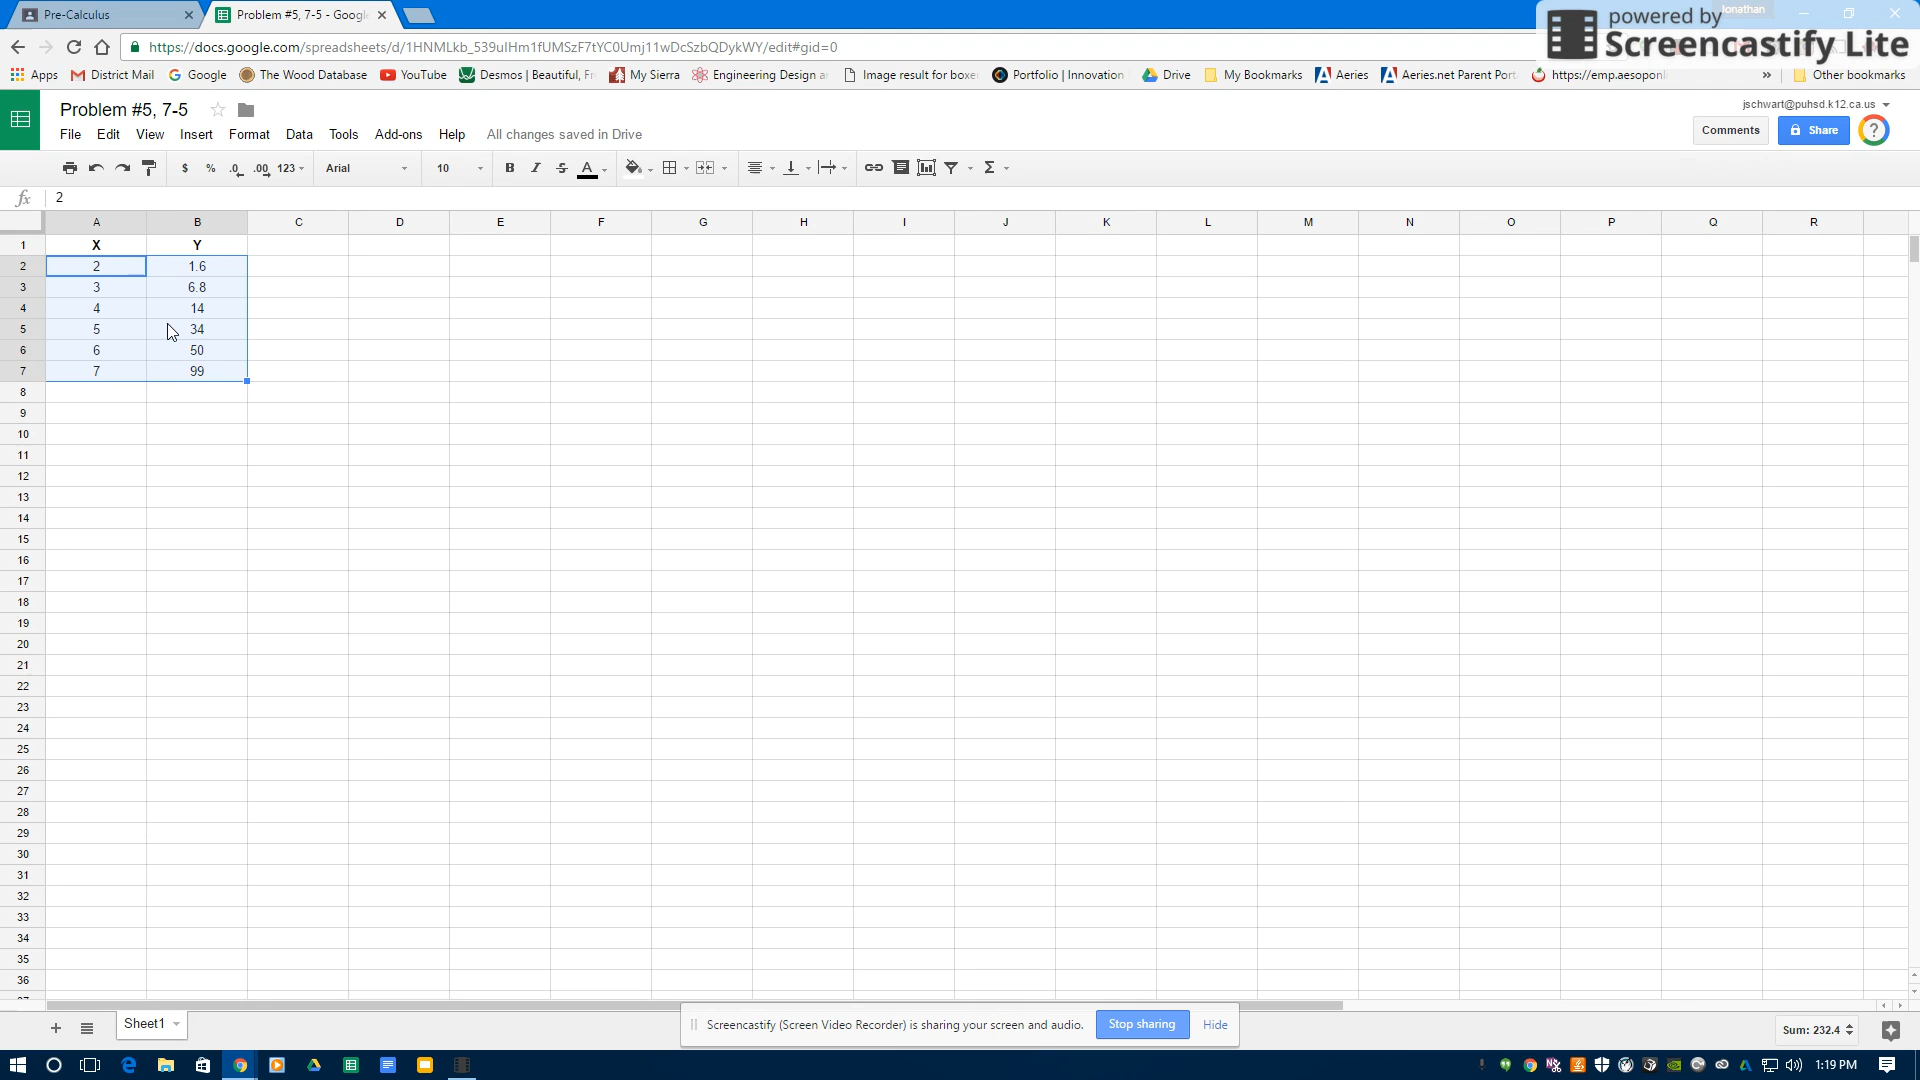 Pre-Calculus
Problem #5, 7-5 - Google
Jonathan
powered by
Screencastify Lite
https://docs.google.com/spreadsheets/d/1HNMLkb_539ulHm1fUMSzF7tYC0Umj11wDcSzbQDykWY/edit#gid=0
Apps District Mail Google The Wood Database YouTube Desmos | Beautiful, Fr My Sierra Engineering Design a Image result for boxe Portfolio | Innovation Drive My Bookmarks Aeries Aeries.net Parent Port https://emp.aesopon » Other bookmarks
Problem #5, 7-5
jschwart@puhsd.k12.ca.us
File Edit View Insert Format Data Tools Add-ons Help All changes saved in Drive
Comments Share ?
$ % .0 .00 123 Arial 10 B I S A Σ
fx 2
A B C D E F G H I J K L M N O P Q R
1 X Y
2 2 1.6
3 3 6.8
4 4 14
5 5 34
6 6 50
7 7 99
8
9
10
11
12
13
14
15
16
17
18
19
20
21
22
23
24
25
26
27
28
29
30
31
32
33
34
35
36
+ Sheet1
Screencastify (Screen Video Recorder) is sharing your screen and audio. Stop sharing Hide
Sum: 232.4
1:19 PM